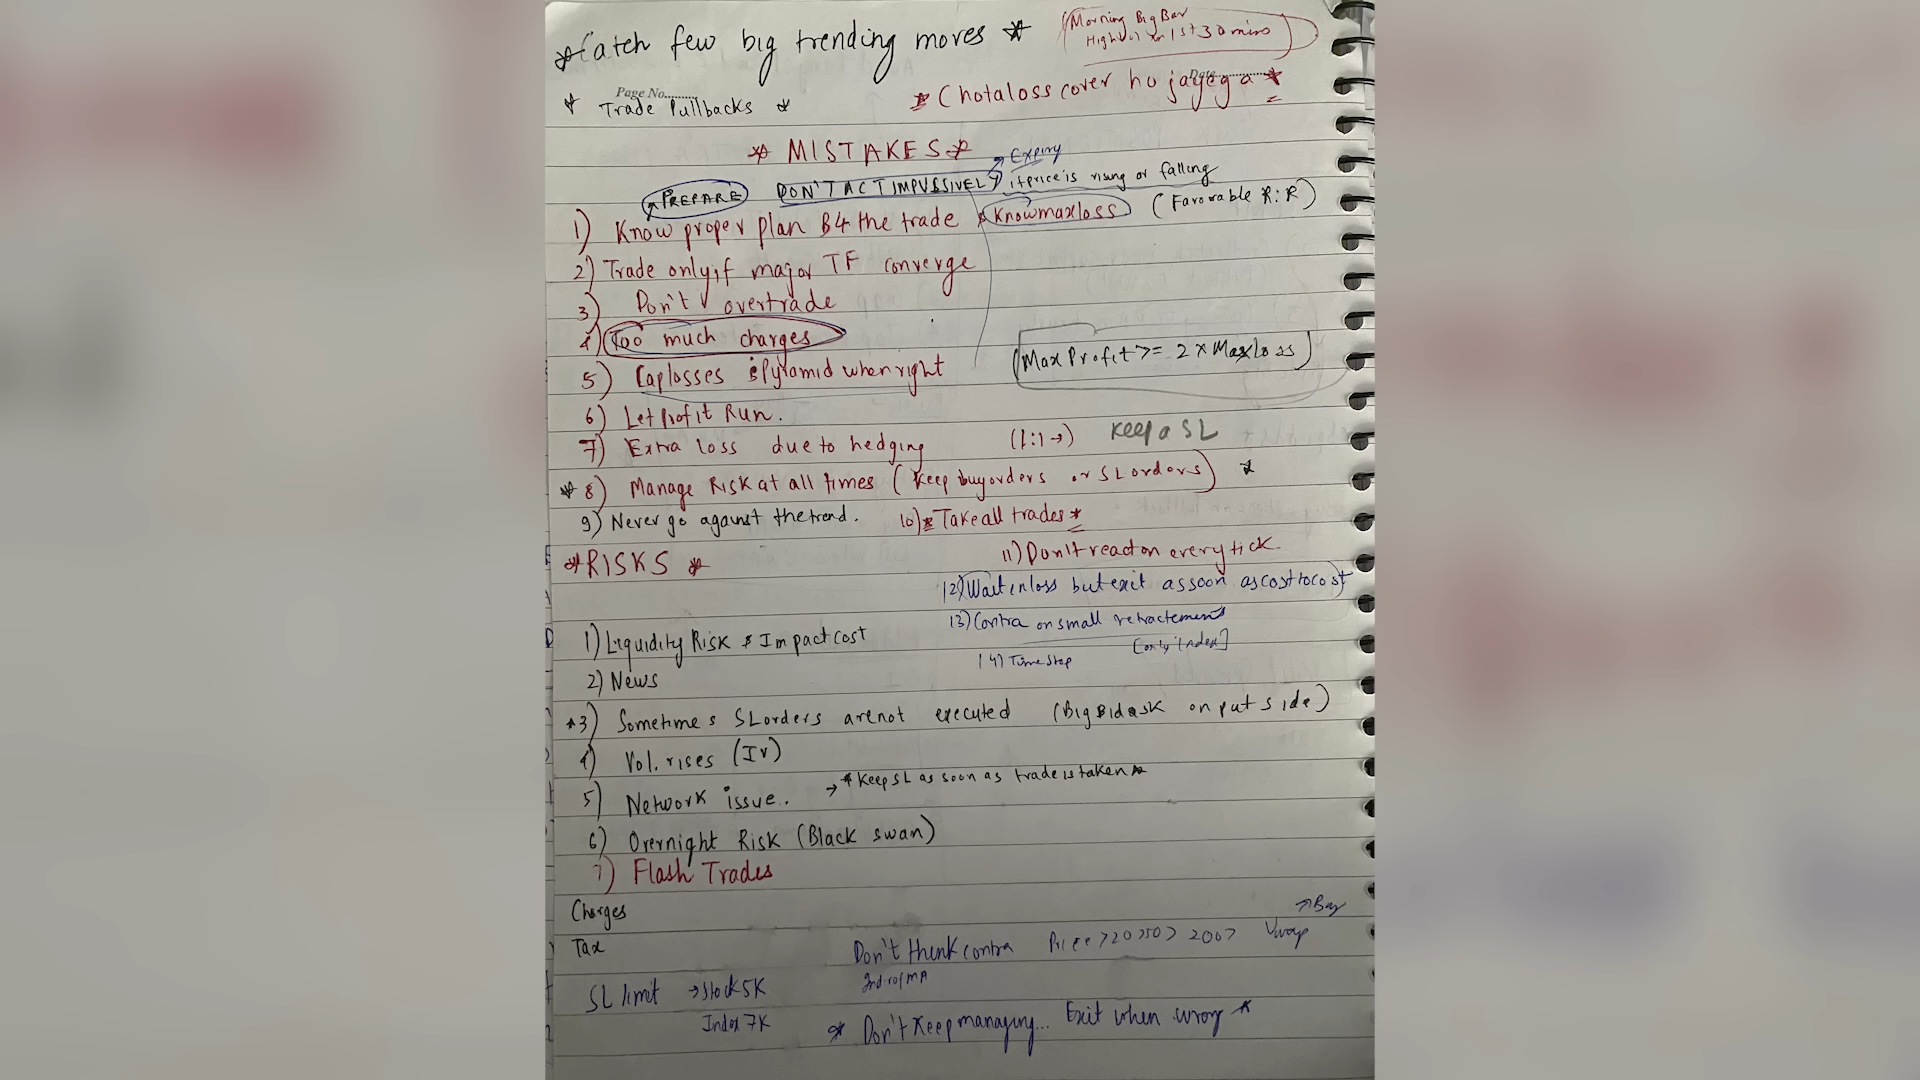 *Catch few big trending moves *
(Morning Big Bar
High 1st 30 mins)
Page No.
Date
* Trade Pullbacks *
* Chotaloss cover ho jayega *
* MISTAKES *
PREPARE DON'T ACT IMPUSSIVELY → Expiry
if price is rising or falling
1) Know proper plan B4 the trade * Know max loss (Favorable R:R)
2) Trade only if major TF converge
3) Don't overtrade
4) Too much charges
(Max Profit >= 2 x Max loss)
5) Cap losses & Pyramid when right
6) Let Profit Run.
7) Extra loss due to hedging (1:1→) Keep a SL
* 8) Manage Risk at all times (Keep buy orders or SL orders) *
9) Never go against the trend. 10) * Take all trades *
* RISKS *
11) Don't react on every tick
12) Wait in loss but exit as soon as cost to cost
13) Contra on small retractement
[only index]
14) Time stop
1) Liquidity Risk & Impact cost
2) News
*3) Sometimes SL orders are not executed (Big Bid ask on put side)
4) Vol. rises (IV)
5) Network issue. → * Keep SL as soon as trade is taken *
6) Overnight Risk (Black swan)
7) Flash Trades
Charges
Tax
Don't think contra Price >20>50>200> Vwap
SL limit → Stock 5K
Index 7K
* Don't Keep managing... Exit when wrong *